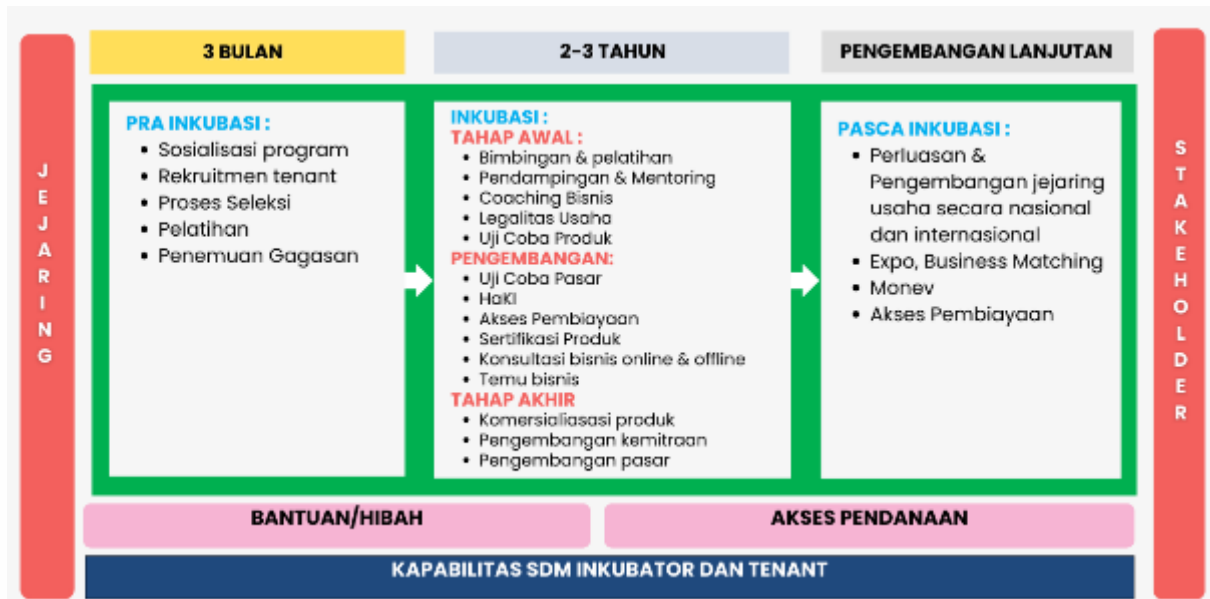 JEJARING
3 BULAN
PRA INKUBASI :
• Sosialisasi program
• Rekruitmen tenant
• Proses Seleksi
• Pelatihan
• Penemuan Gagasan
2-3 TAHUN
INKUBASI :
TAHAP AWAL :
• Bimbingan & pelatihan
• Pendampingan & Mentoring
• Coaching Bisnis
• Legalitas Usaha
• Uji Coba Produk
PENGEMBANGAN:
• Uji Coba Pasar
• HaKI
• Akses Pembiayaan
• Sertifikasi Produk
• Konsultasi bisnis online & offline
• Temu bisnis
TAHAP AKHIR
• Komersialiasasi produk
• Pengembangan kemitraan
• Pengembangan pasar
PENGEMBANGAN LANJUTAN
PASCA INKUBASI :
• Perluasan &
Pengembangan jejaring
usaha secara nasional
dan internasional
• Expo, Business Matching
• Monev
• Akses Pembiayaan
STAKEHOLDER
BANTUAN/HIBAH
AKSES PENDANAAN
KAPABILITAS SDM INKUBATOR DAN TENANT